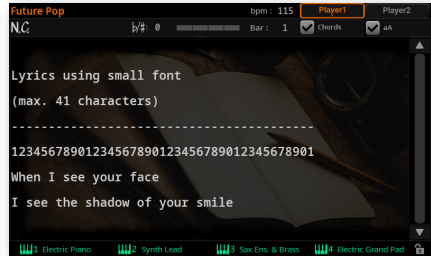 Future Pop bpm: 115 Player1 Player2
N.C. b/#: 0 Bar: 1 Chords aA
Lyrics using small font
(max. 41 characters)
-----------------------------------------
12345678901234567890123456789012345678901
When I see your face
I see the shadow of your smile
1 Electric Piano 2 Synth Lead 3 Sax Ens. & Brass 4 Electric Grand Pad